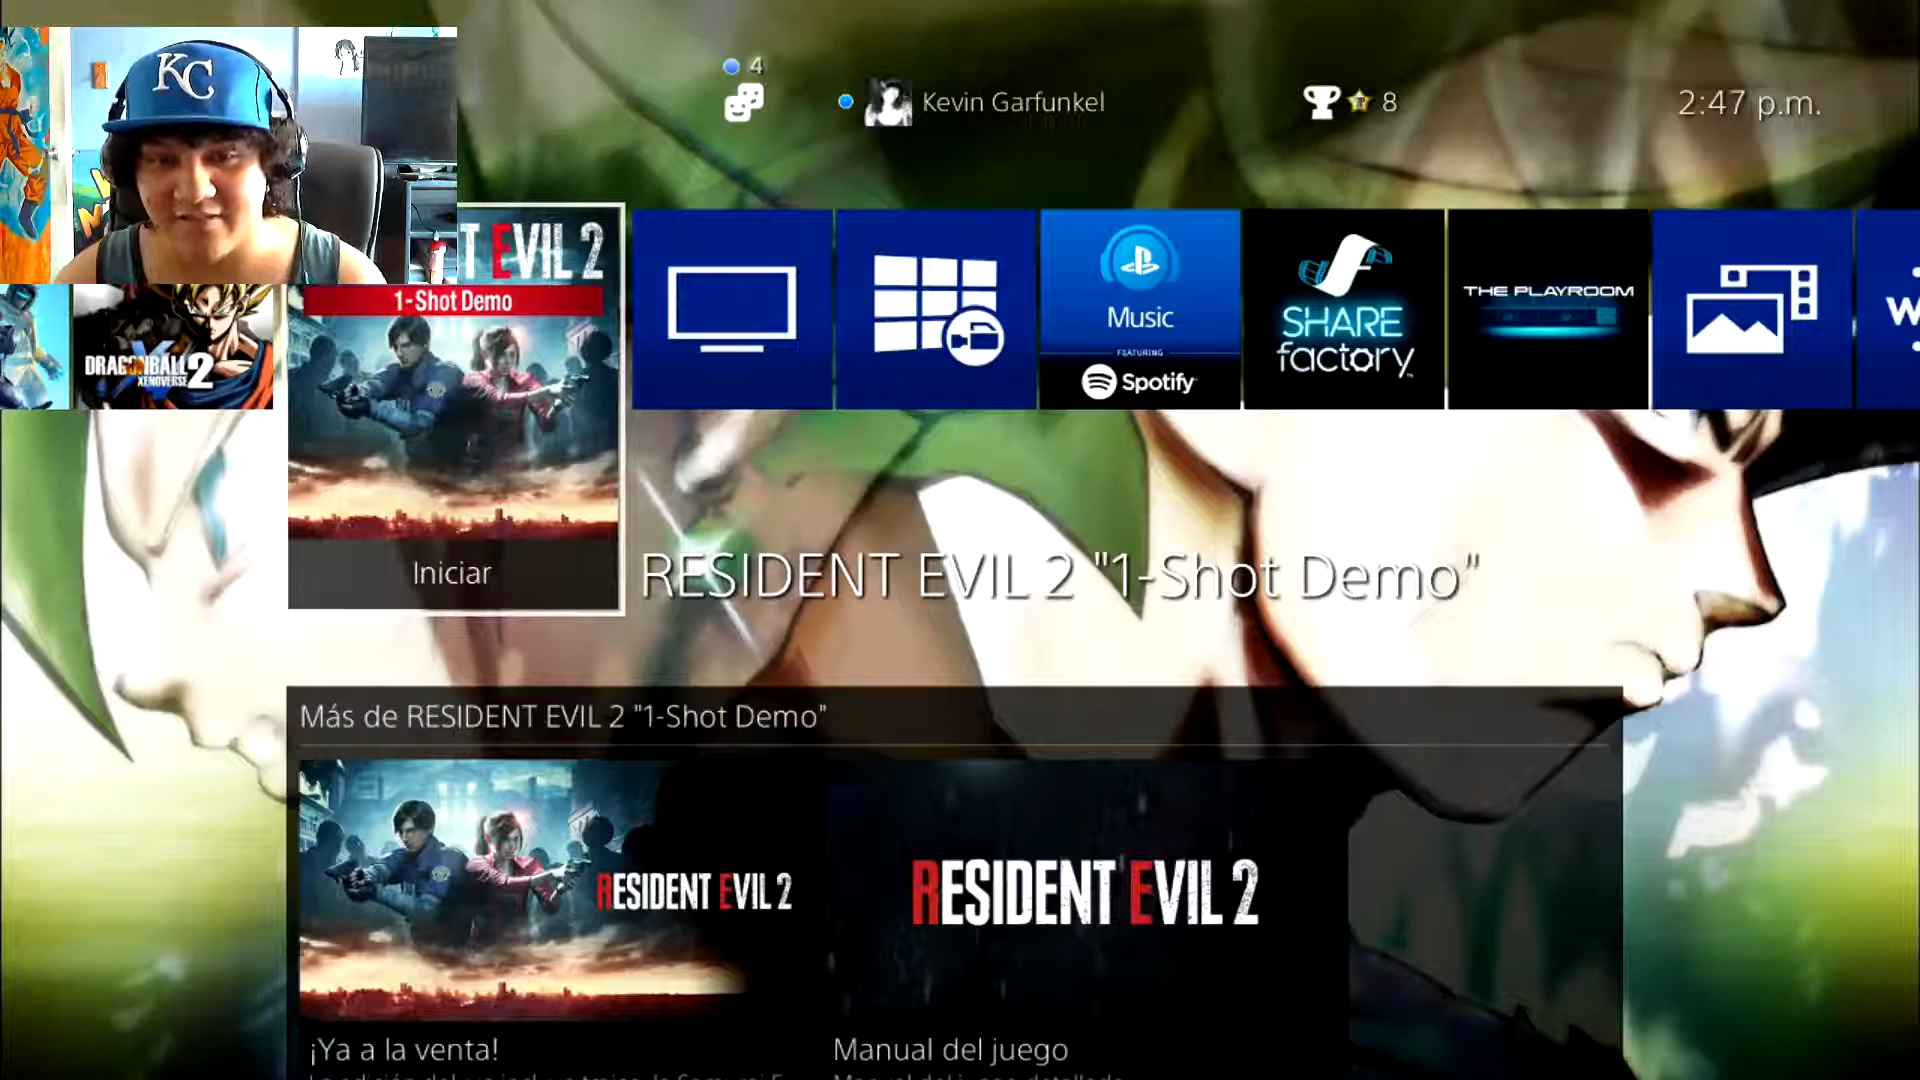 KC
4
Kevin Garfunkel
8
2:47 p.m.
T EVIL 2
1-Shot Demo
DRAGONBALL
XENOVERSE 2
Music
FEATURING
Spotify
SHARE
factory
THE PLAYROOM
W
Iniciar
RESIDENT EVIL 2 "1-Shot Demo"
Más de RESIDENT EVIL 2 "1-Shot Demo"
RESIDENT EVIL 2
RESIDENT EVIL 2
¡Ya a la venta!
Manual del juego